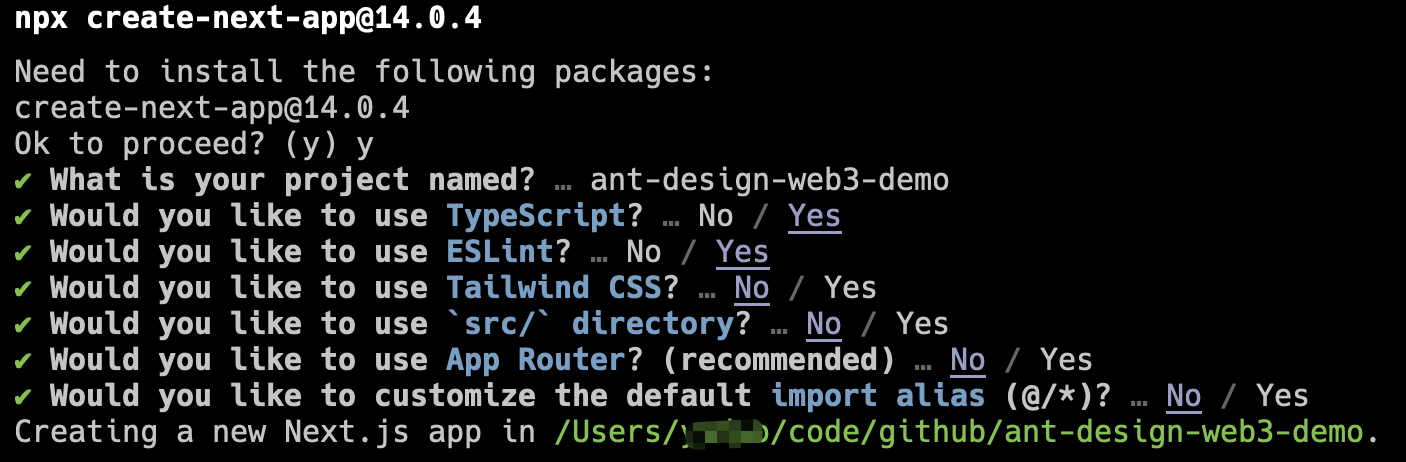 npx create-next-app@14.0.4
Need to install the following packages:
create-next-app@14.0.4
Ok to proceed? (y) y
✔ What is your project named? … ant-design-web3-demo
✔ Would you like to use TypeScript? … No / Yes
✔ Would you like to use ESLint? … No / Yes
✔ Would you like to use Tailwind CSS? … No / Yes
✔ Would you like to use `src/` directory? … No / Yes
✔ Would you like to use App Router? (recommended) … No / Yes
✔ Would you like to customize the default import alias (@/*)? … No / Yes
Creating a new Next.js app in /Users/ /code/github/ant-design-web3-demo.